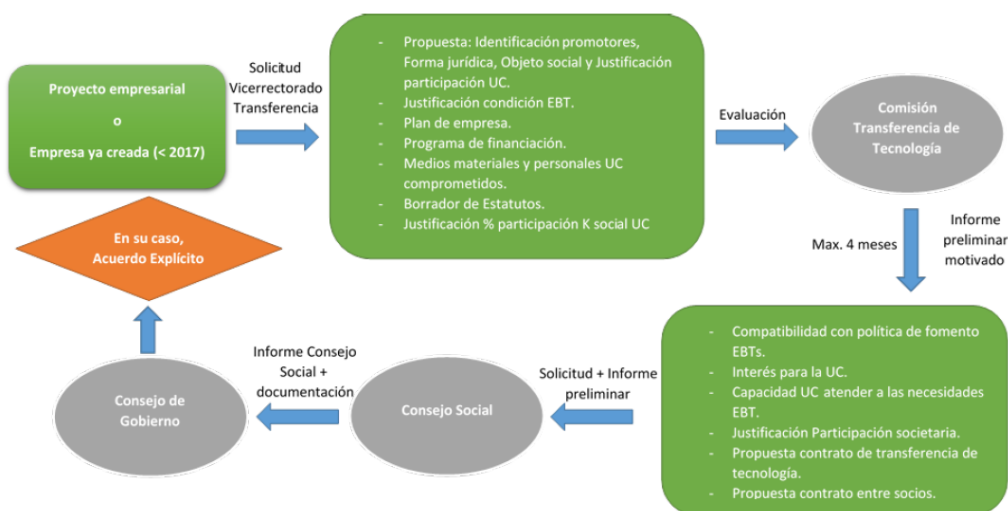 Proyecto empresarial
o
Empresa ya creada (< 2017)
Solicitud
Vicerrectorado
Transferencia
- Propuesta: Identificación promotores,
Forma jurídica, Objeto social y Justificación
participación UC.
- Justificación condición EBT.
- Plan de empresa.
- Programa de financiación.
- Medios materiales y personales UC
comprometidos.
- Borrador de Estatutos.
- Justificación % participación K social UC
Evaluación
Comisión
Transferencia de
Tecnología
Max. 4 meses
Informe
preliminar
motivado
- Compatibilidad con política de fomento
EBTs.
- Interés para la UC.
- Capacidad UC atender a las necesidades
EBT.
- Justificación Participación societaria.
- Propuesta contrato de transferencia de
tecnología.
- Propuesta contrato entre socios.
Solicitud + Informe
preliminar
Consejo Social
Informe Consejo
Social +
documentación
Consejo de
Gobierno
En su caso,
Acuerdo Explícito